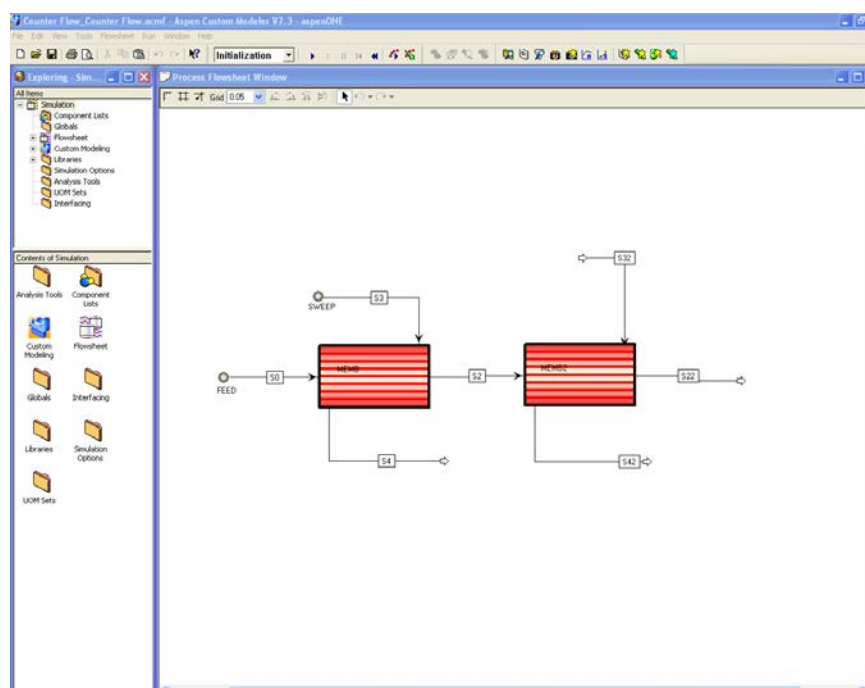 Counter Flow_Counter Flow.acmf - Aspen Custom Modeler V7.3 - aspenONE
File Edit View Tools Flowsheet Run Window Help
Initialization
Exploring - Sim...
All Items
Simulation
Component Lists
Globals
Flowsheet
Custom Modeling
Libraries
Simulation Options
Analysis Tools
UOM Sets
Interfacing
Contents of Simulation
Analysis Tools
Component Lists
Custom Modeling
Flowsheet
Globals
Interfacing
Libraries
Simulation Options
UOM Sets
Process Flowsheet Window
Grid 0.05
S32
S3
SWEEP
MEMB
MEMB2
S0
S2
S22
FEED
S4
S42